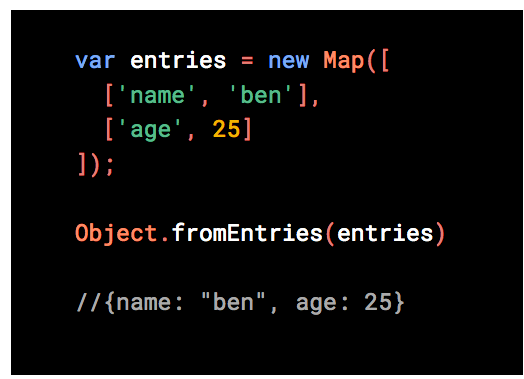 var entries = new Map([
  ['name', 'ben'],
  ['age', 25]
]);
Object.fromEntries(entries)
//{name: "ben", age: 25}